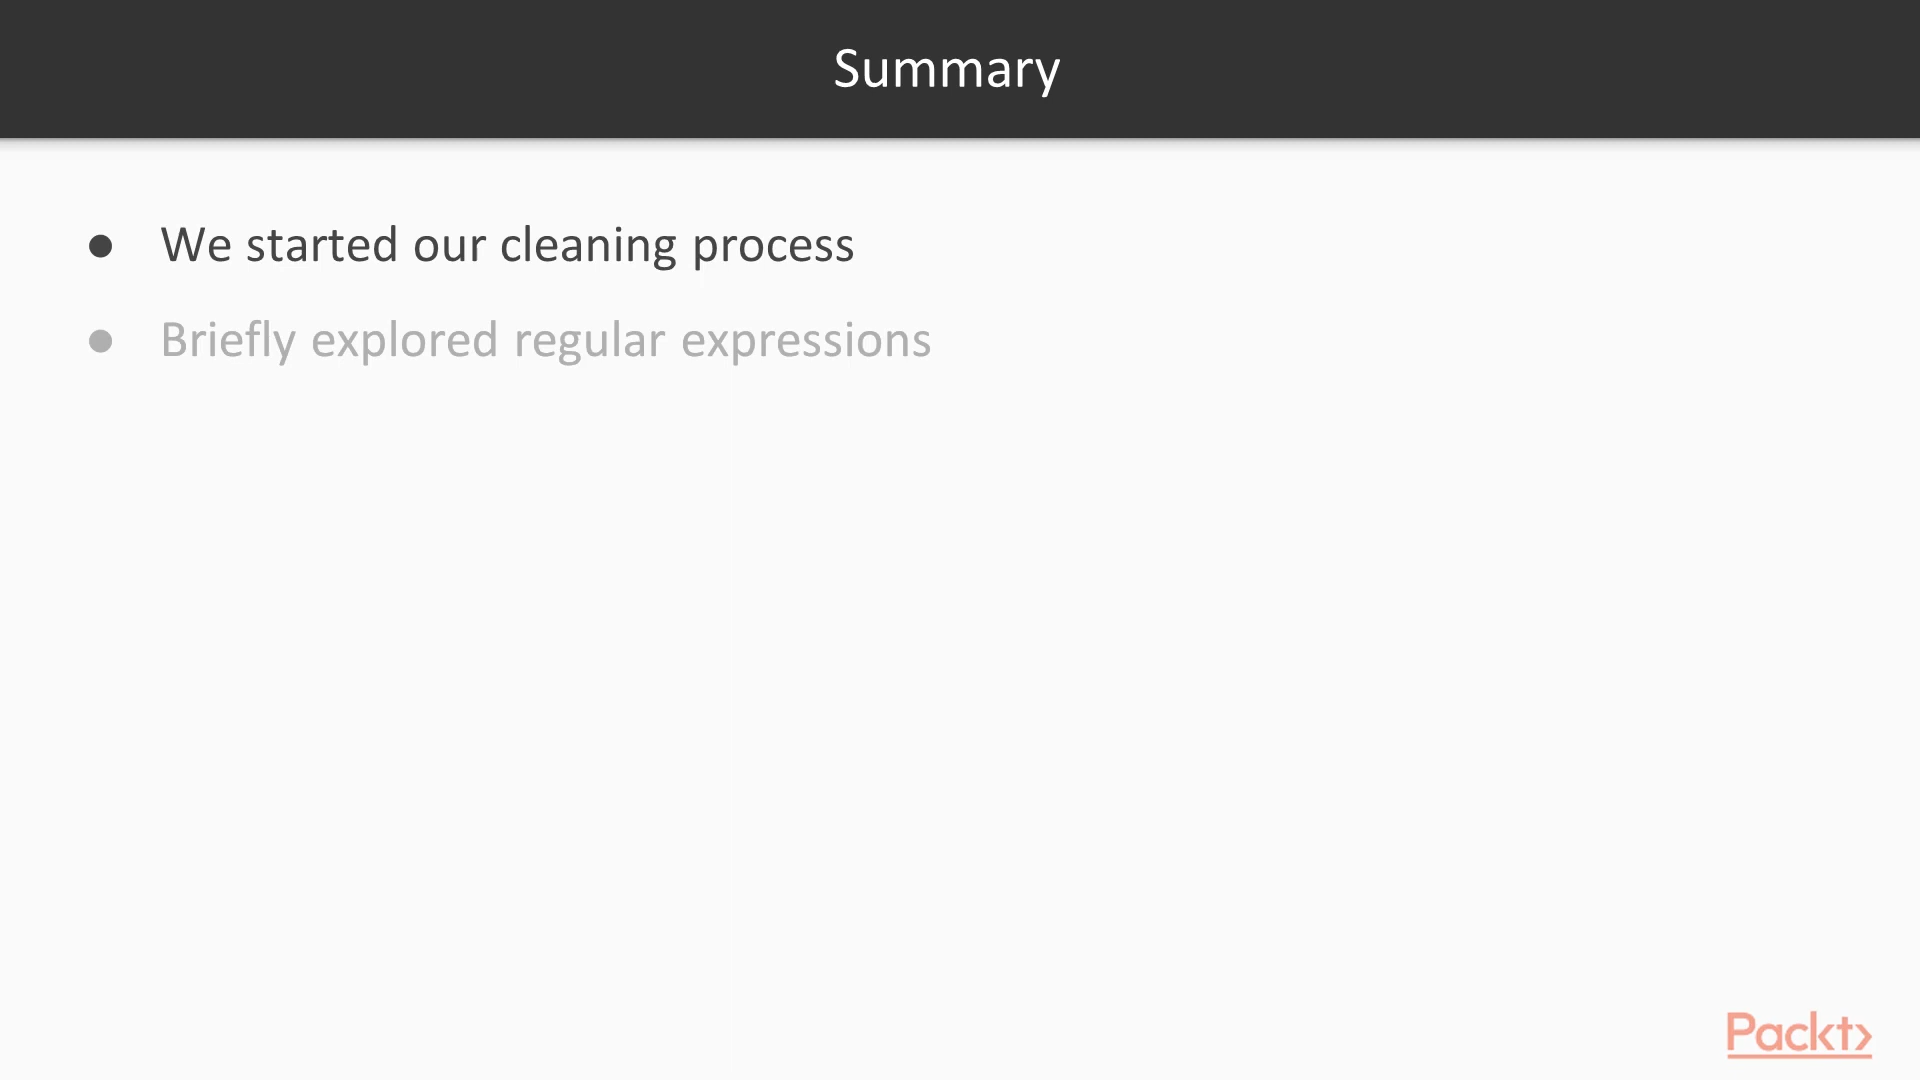 Summary
● We started our cleaning process
● Briefly explored regular expressions
Packt>